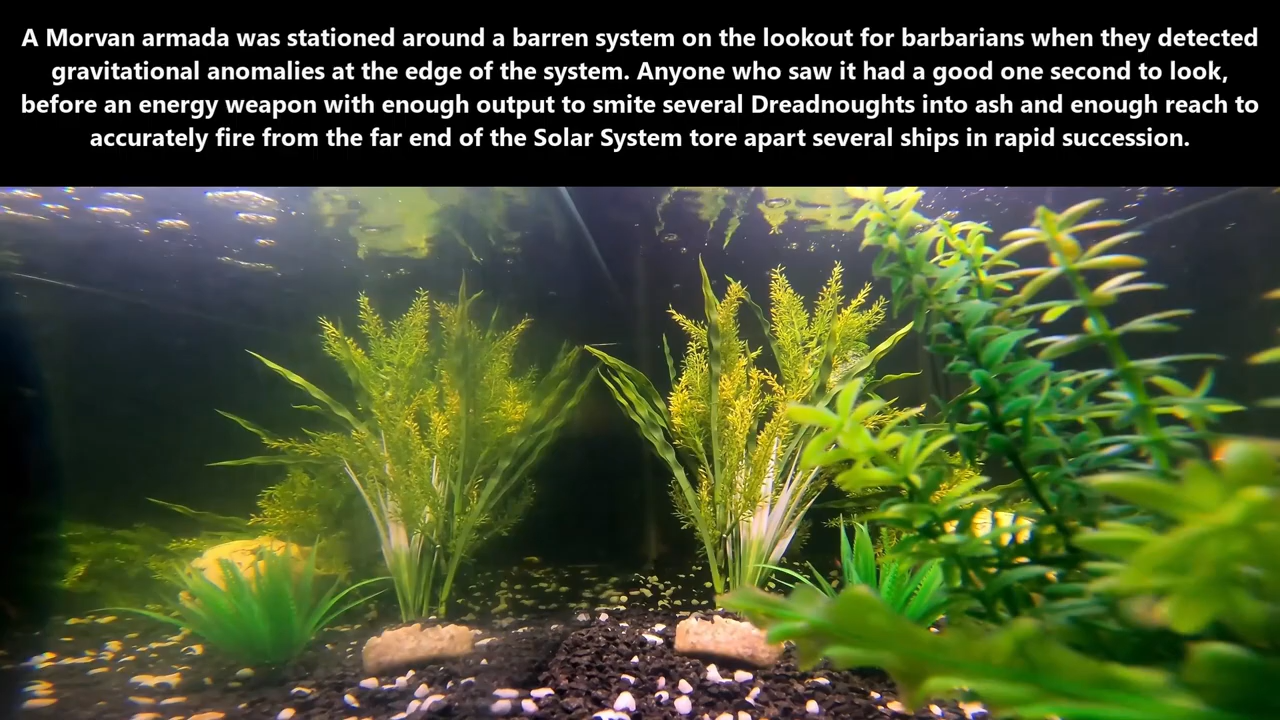 A Morvan armada was stationed around a barren system on the lookout for barbarians when they detected
gravitational anomalies at the edge of the system. Anyone who saw it had a good one second to look,
before an energy weapon with enough output to smite several Dreadnoughts into ash and enough reach to
accurately fire from the far end of the Solar System tore apart several ships in rapid succession.